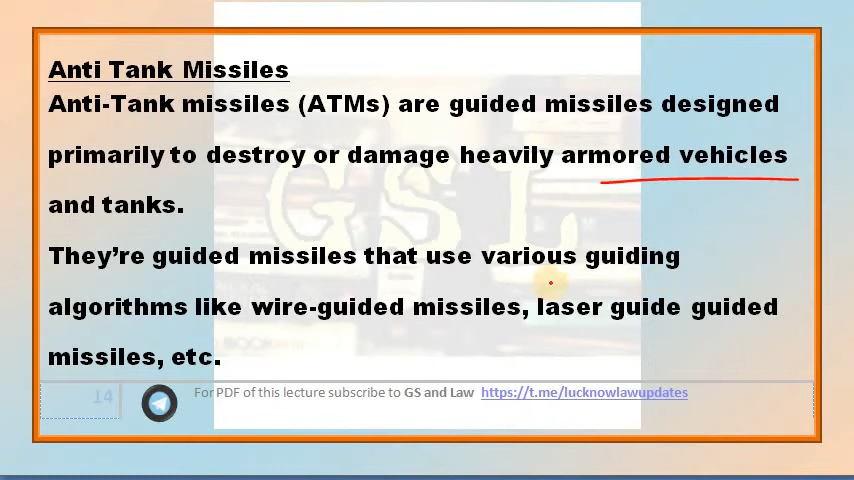 Anti Tank Missiles
Anti-Tank missiles (ATMs) are guided missiles designed
primarily to destroy or damage heavily armored vehicles
and tanks.
They’re guided missiles that use various guiding
algorithms like wire-guided missiles, laser guide guided
missiles, etc.
14
For PDF of this lecture subscribe to GS and Law https://t.me/lucknowlawupdates
GSL